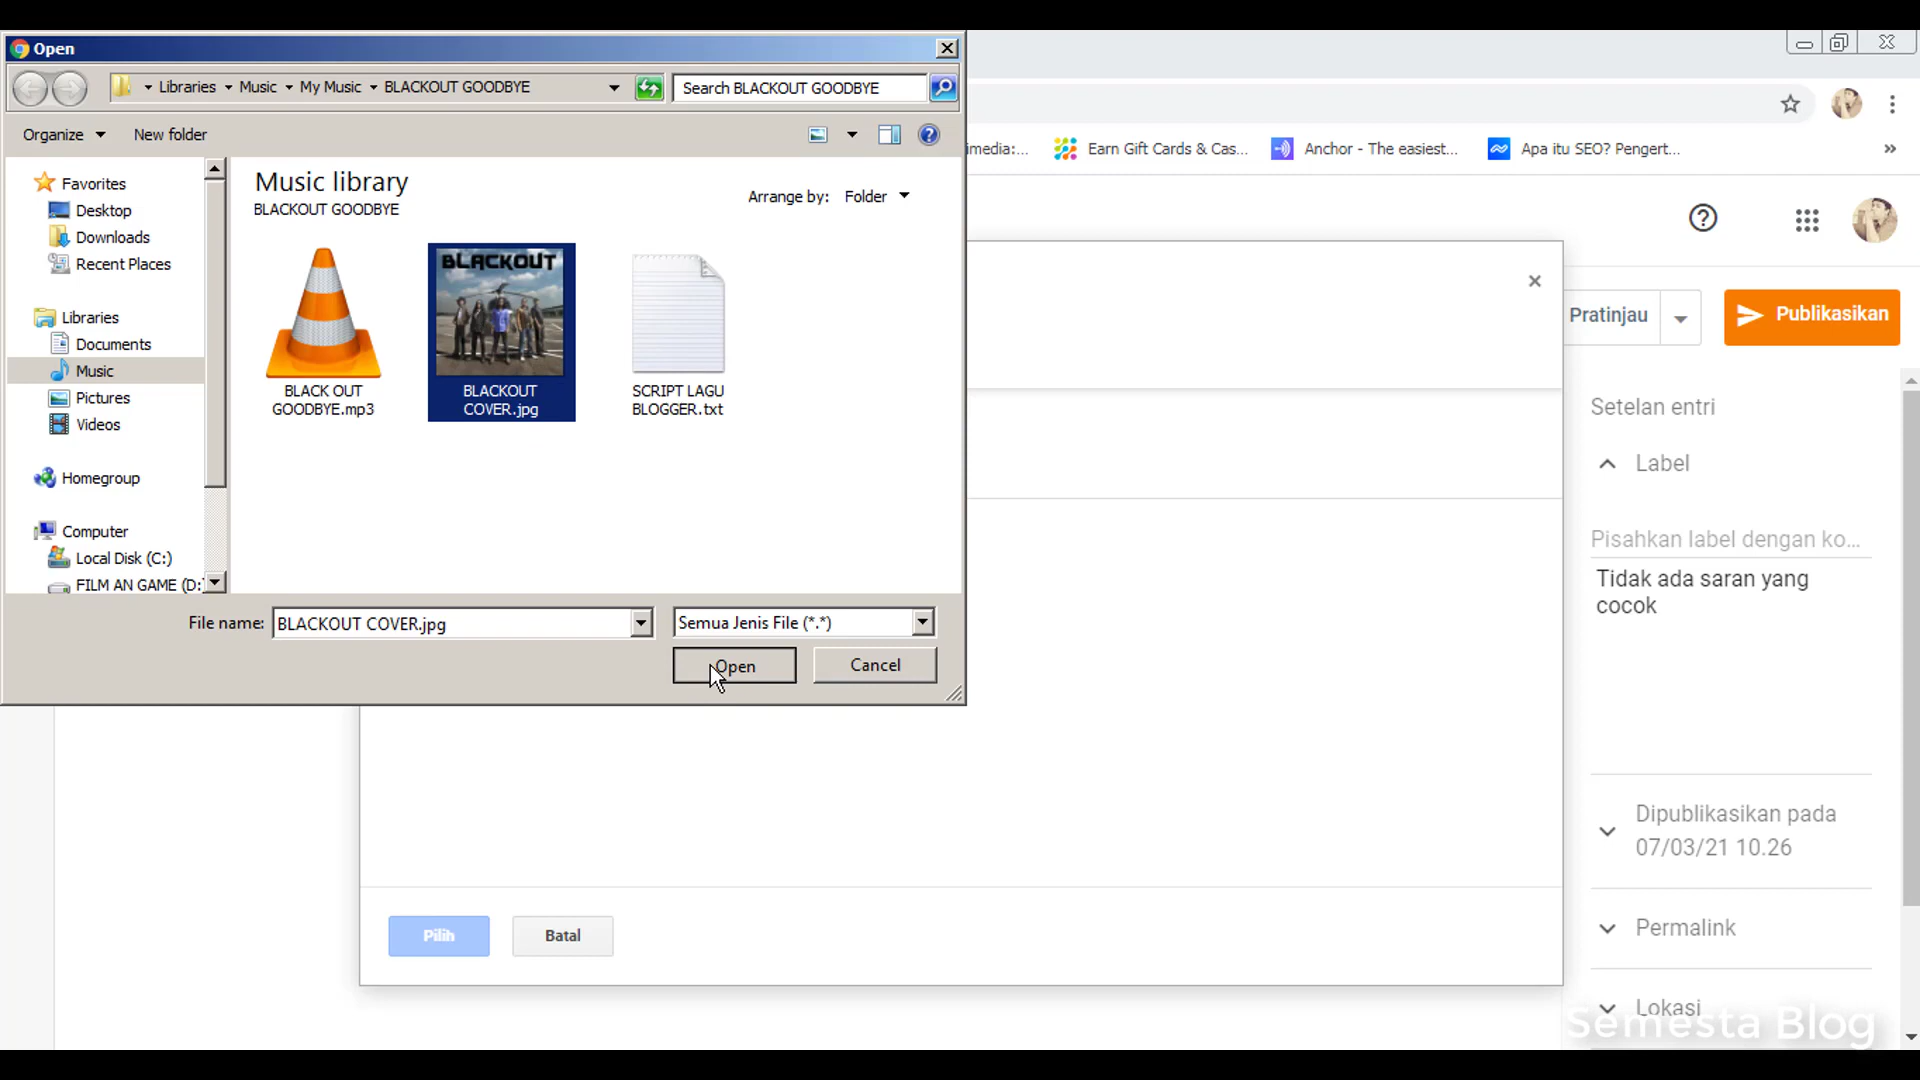 Open
Libraries
Music
My Music
BLACKOUT GOODBYE
Search BLACKOUT GOODBYE
Organize
New folder
imedia:...
Earn Gift Cards & Cas...
Anchor - The easiest...
Apa itu SEO? Pengert...
»
Favorites
Desktop
Downloads
Recent Places
Libraries
Documents
Music
Pictures
Videos
Homegroup
Computer
Local Disk (C:)
FILM AN GAME (D:)
Music library
BLACKOUT GOODBYE
Arrange by:
Folder
BLACKOUT
BLACK OUT
GOODBYE.mp3
BLACKOUT
COVER.jpg
SCRIPT LAGU
BLOGGER.txt
File name:
BLACKOUT COVER.jpg
Semua Jenis File (*.*)
Open
Cancel
Pilih
Batal
Pratinjau
Publikasikan
Setelan entri
Label
Pisahkan label dengan ko...
Tidak ada saran yang
cocok
Dipublikasikan pada
07/03/21 10.26
Permalink
Lokasi
Semesta Blog